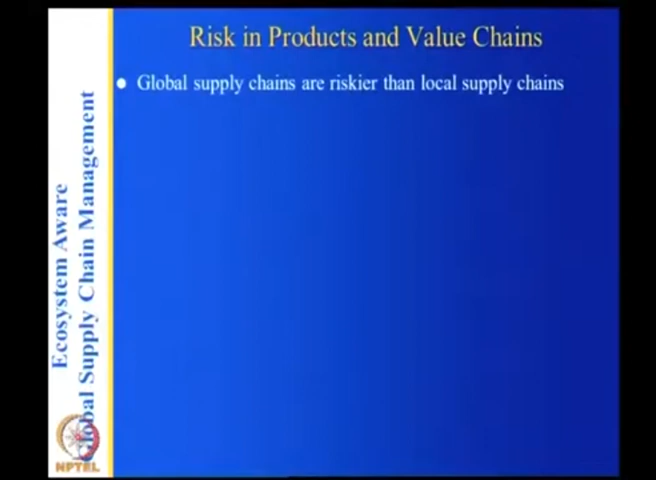 Risk in Products and Value Chains
Global supply chains are riskier than local supply chains
Ecosystem Aware
Global Supply Chain Management
NPTEL